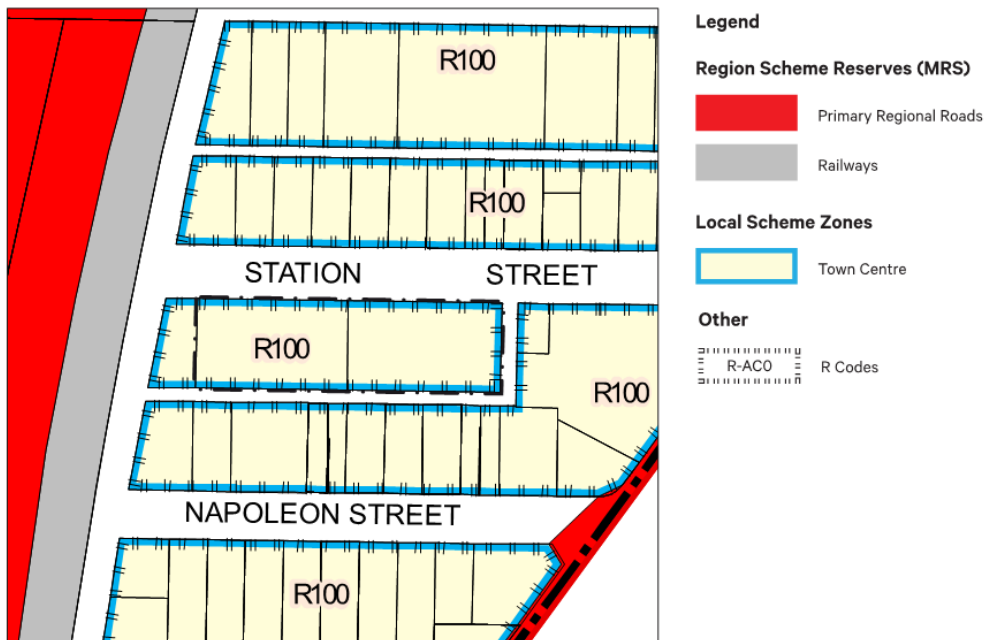 R100
R100
STATION STREET
R100
R100
NAPOLEON STREET
R100
Legend
Region Scheme Reserves (MRS)
Primary Regional Roads
Railways
Local Scheme Zones
Town Centre
Other
R-AC0 R Codes